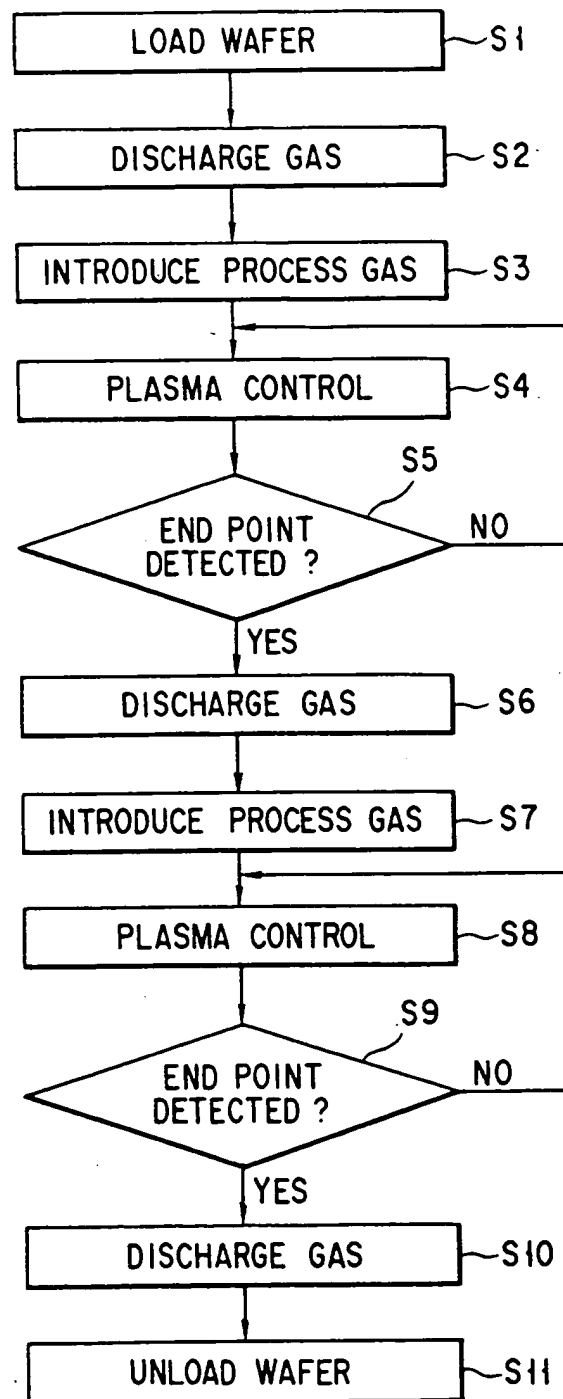 LOAD WAFER S1
DISCHARGE GAS S2
INTRODUCE PROCESS GAS S3
PLASMA CONTROL S4
S5
END POINT NO
DETECTED ?
YES
DISCHARGE GAS S6
INTRODUCE PROCESS GAS S7
PLASMA CONTROL S8
S9
END POINT NO
DETECTED ?
YES
DISCHARGE GAS S10
UNLOAD WAFER S11